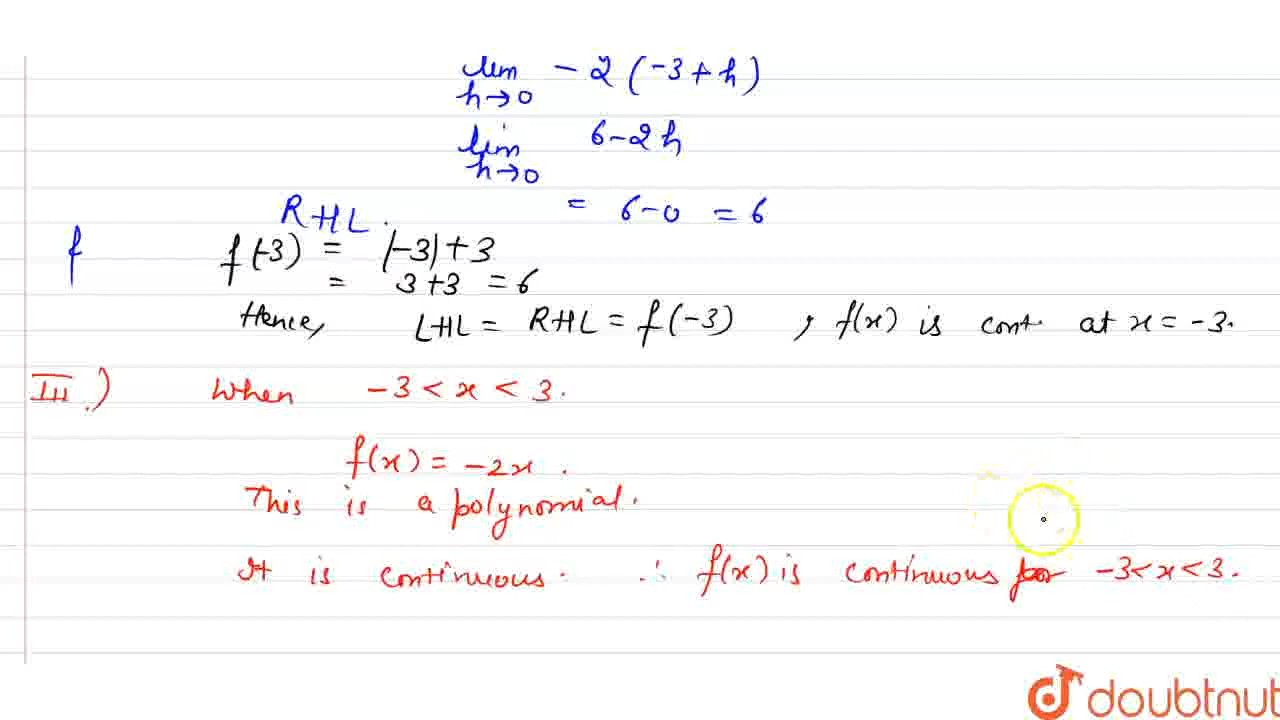 lim - 2 (-3 + h)
h→0
lim 6 - 2h
h→0
= 6 - 0 = 6
RHL.
f f(-3) = |-3| + 3
= 3 + 3 = 6
Hence, LHL = RHL = f(-3) , f(x) is cont. at x = -3.
III.) When -3 < x < 3.
f(x) = -2x .
This is a polynomial.
It is continuous. ∴ f(x) is continuous for -3 < x < 3.
doubtnut